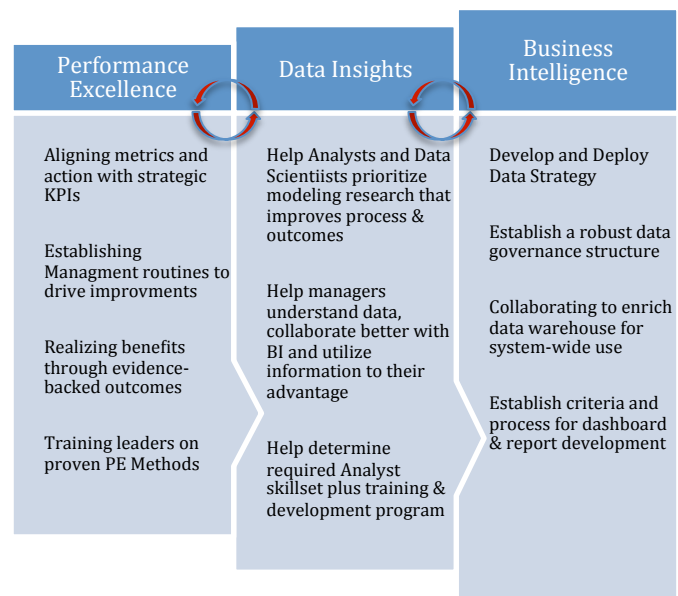 Performance
Excellence
Aligning metrics and
action with strategic
KPIs
Establishing
Managment routines to
drive improvments
Realizing benefits
through evidence-
backed outcomes
Training leaders on
proven PE Methods
Data Insights
Help Analysts and Data
Scientiists prioritize
modeling research that
improves process &
outcomes
Help managers
understand data,
collaborate better with
BI and utilize
information to their
advantage
Help determine
required Analyst
skillset plus training &
development program
Business
Intelligence
Develop and Deploy
Data Strategy
Establish a robust data
governance structure
Collaborating to enrich
data warehouse for
system-wide use
Establish criteria and
process for dashboard
& report development